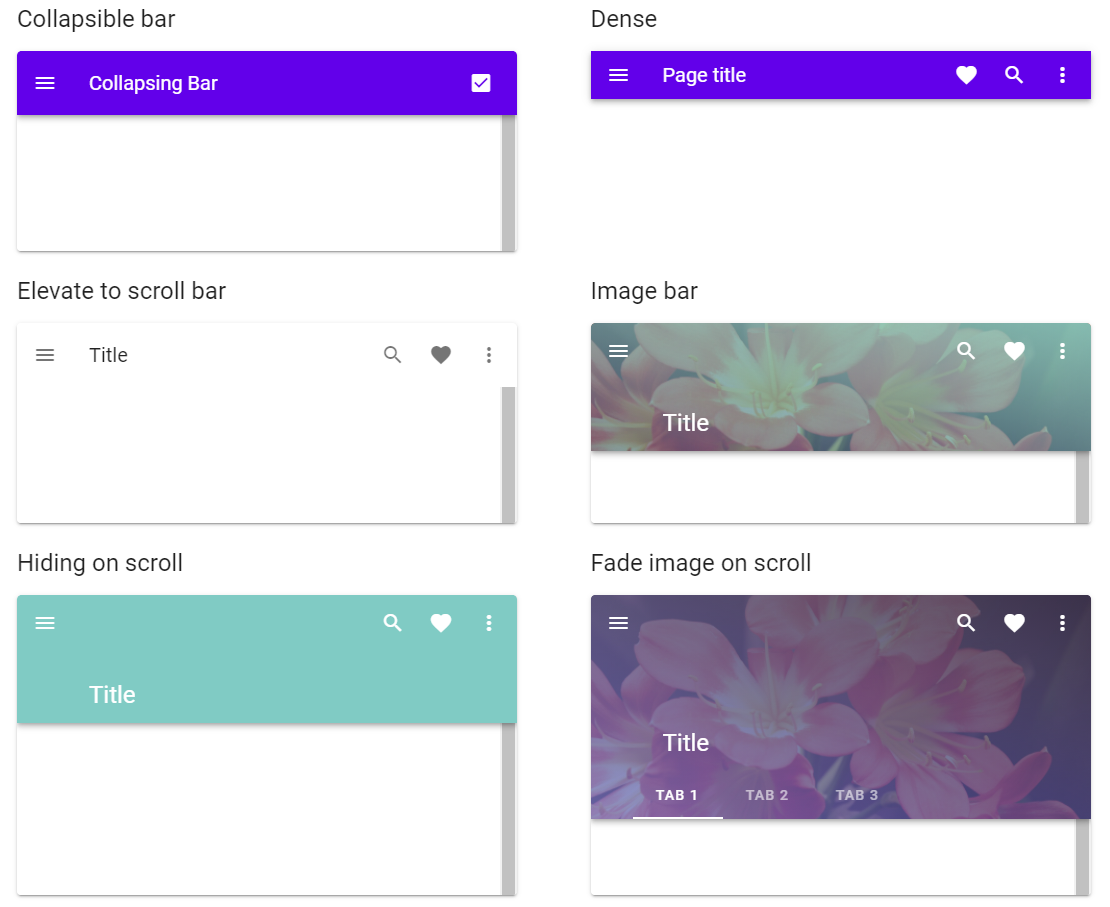 Collapsible bar
Collapsing Bar
Dense
Page title
Elevate to scroll bar
Title
Image bar
Title
Hiding on scroll
Title
Fade image on scroll
Title
TAB 1 TAB 2 TAB 3